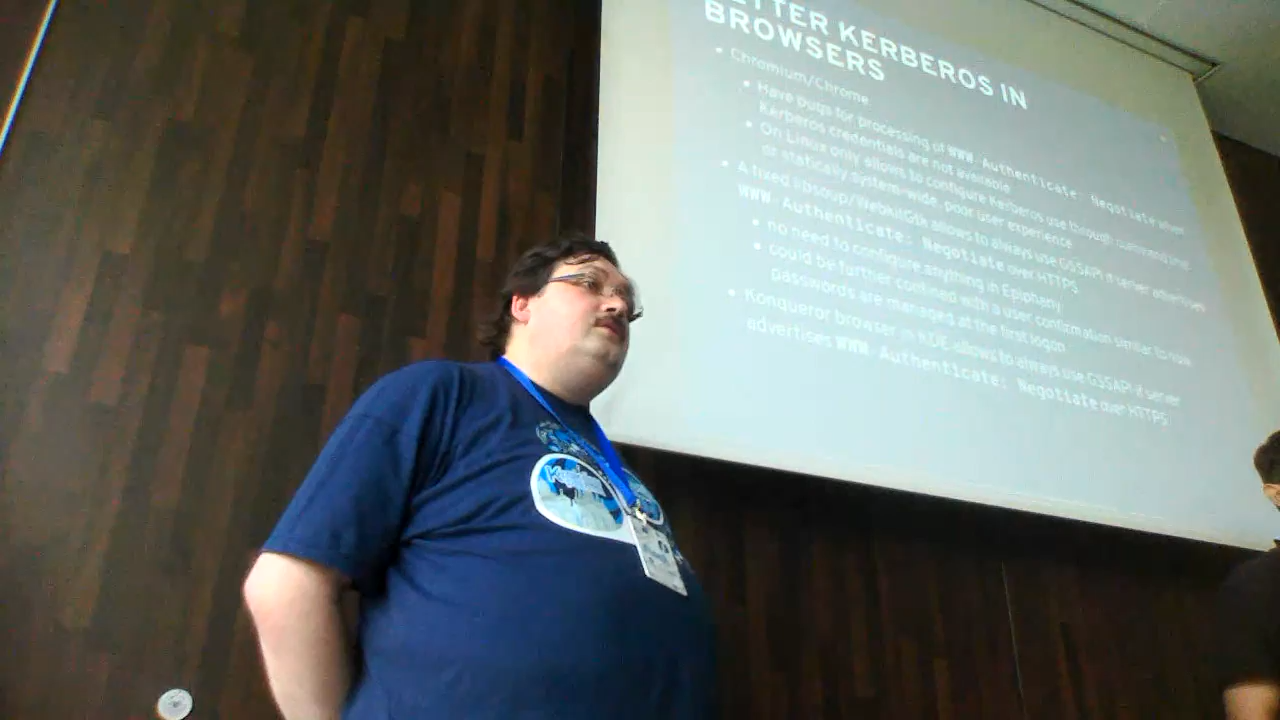 ETTER KERBEROS IN
BROWSERS
• Chromium/Chrome
• Have bugs for processing of WWW-Authenticate: Negotiate when
Kerberos credentials are not available
• On Linux only allows to configure Kerberos use through command line
or statically system-wide, poor user experience
• A fixed libsoup/WebkitGtk allows to always use GSSAPI if server advertises
WWW-Authenticate: Negotiate over HTTPS
• no need to configure anything in Epiphany
• could be further confined with a user confirmation similar to how
passwords are managed at the first logon
• Konqueror browser in KDE allows to always use GSSAPI if server
advertises WWW-Authenticate: Negotiate over HTTPS